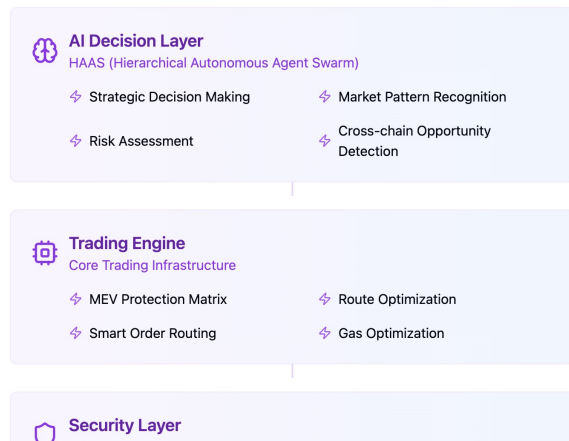 AI Decision Layer
HAAS (Hierarchical Autonomous Agent Swarm)
Strategic Decision Making
Market Pattern Recognition
Risk Assessment
Cross-chain Opportunity
Detection
Trading Engine
Core Trading Infrastructure
MEV Protection Matrix
Route Optimization
Smart Order Routing
Gas Optimization
Security Layer